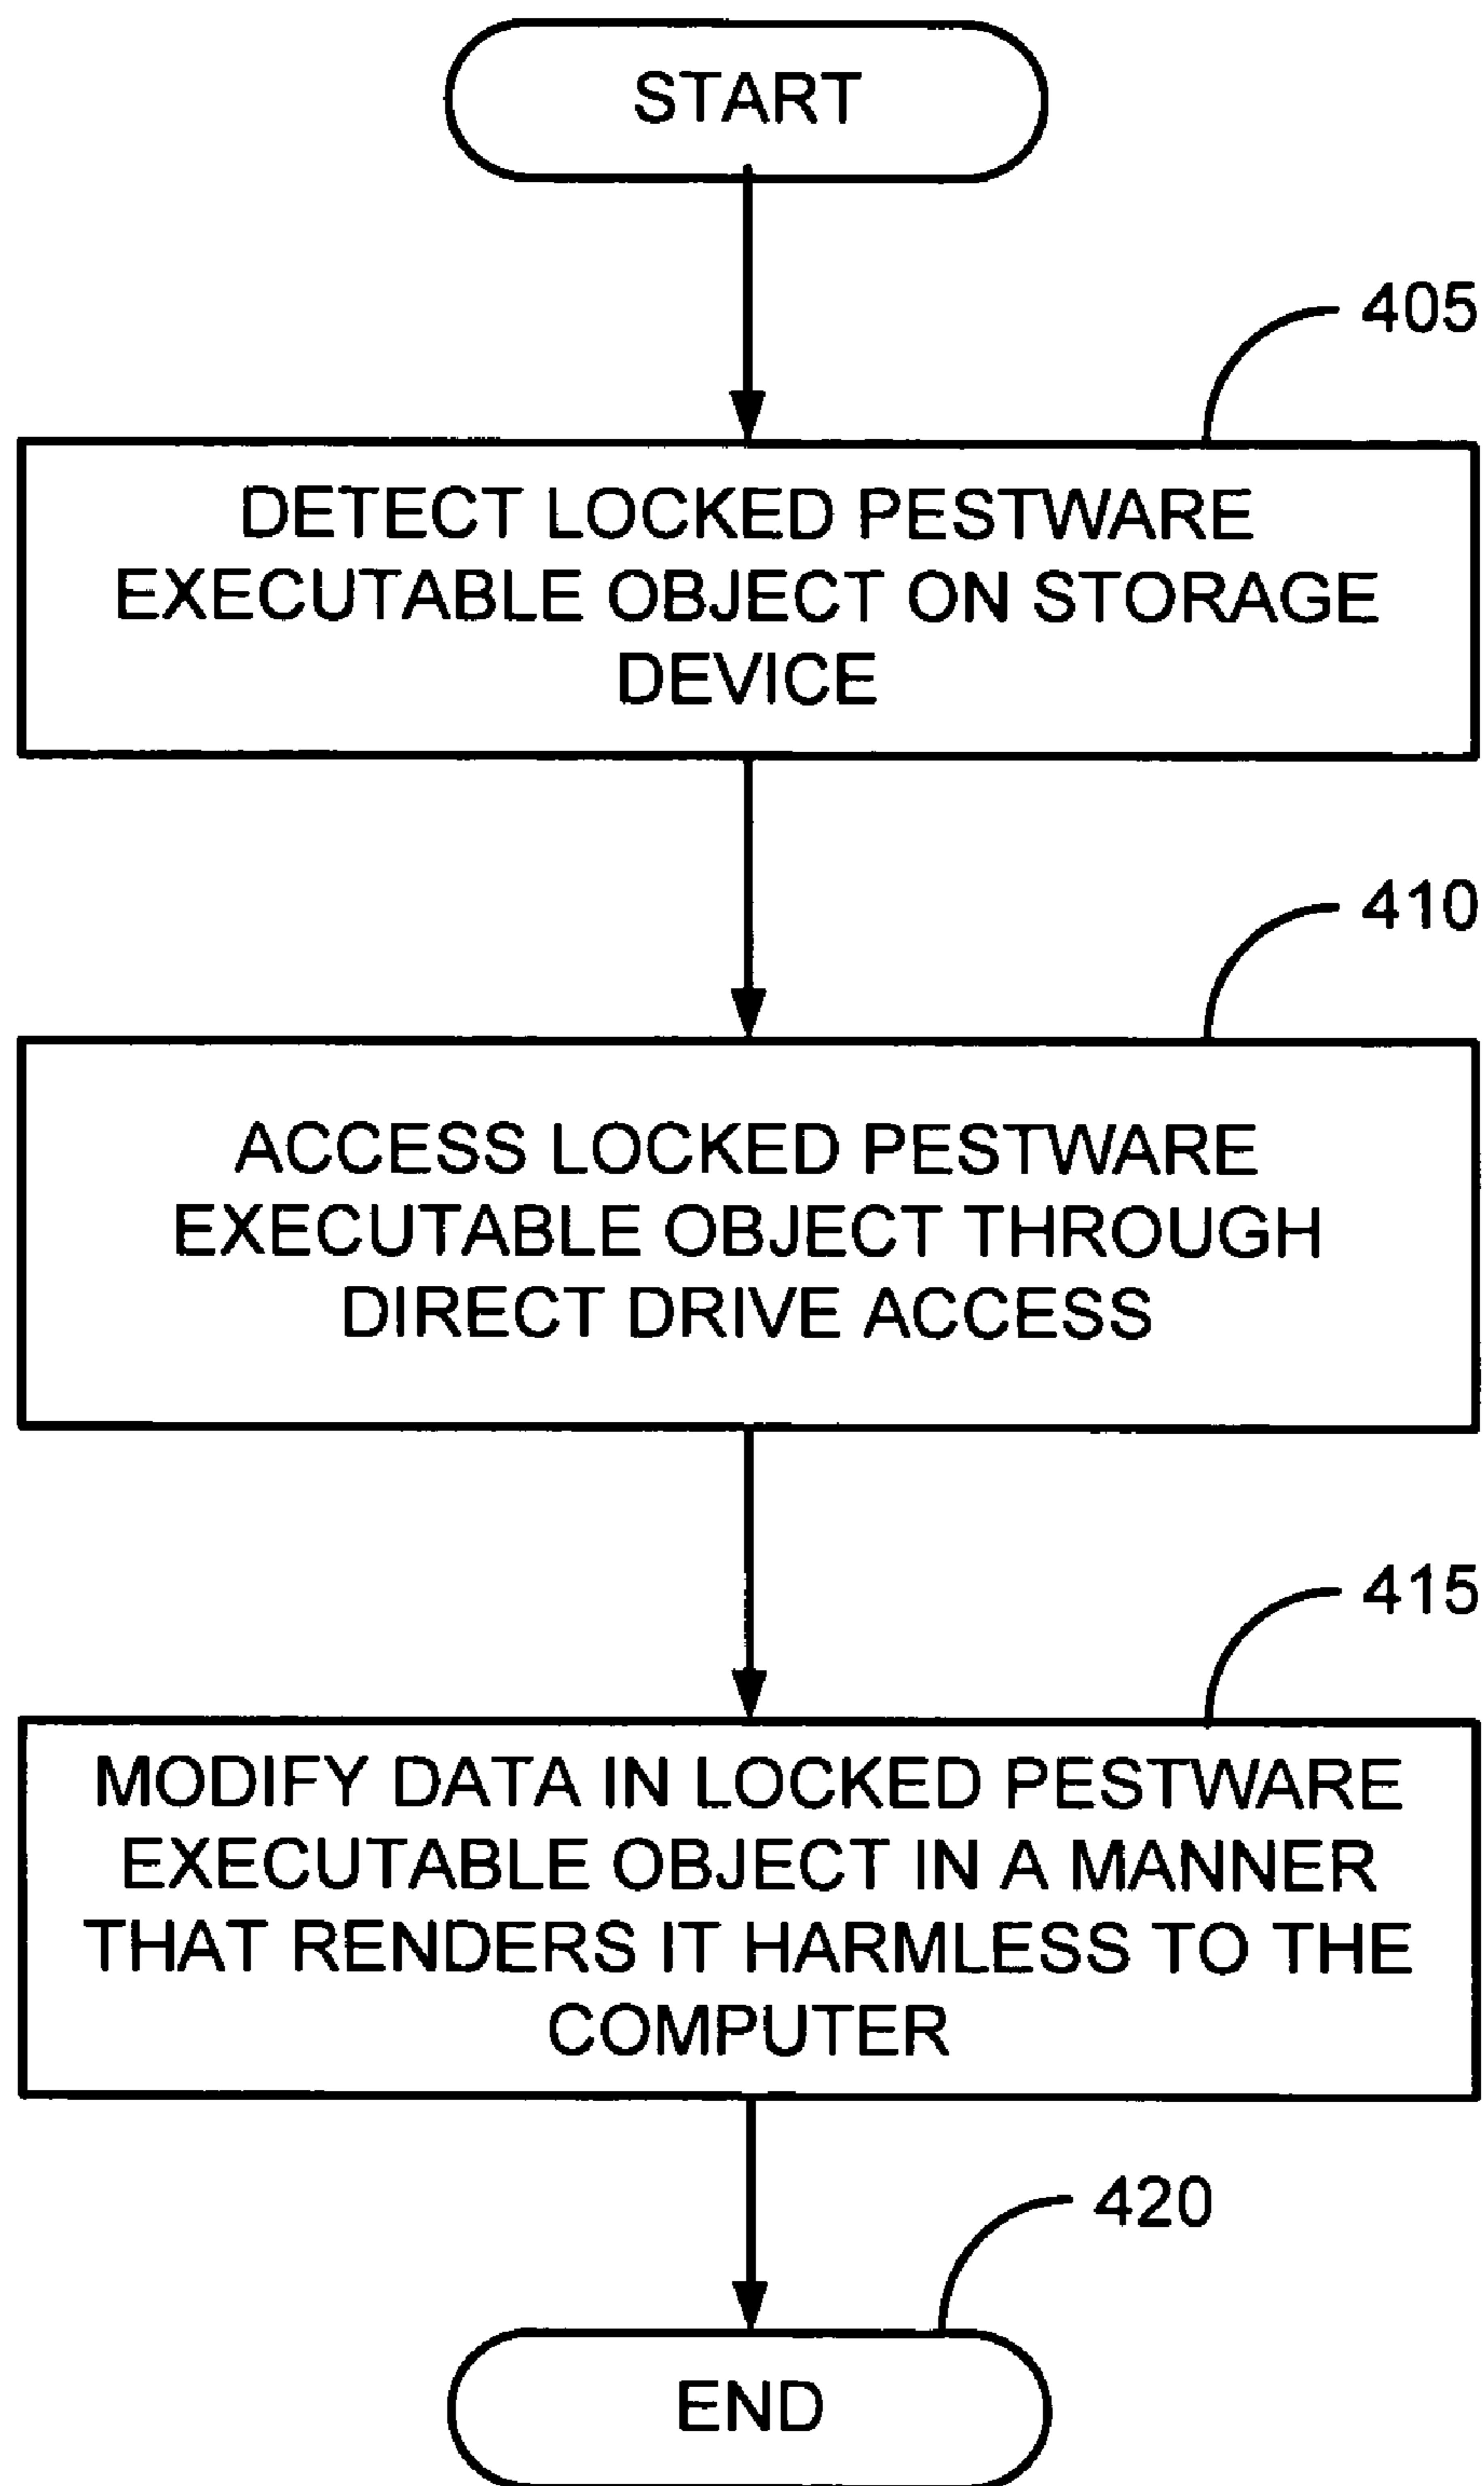 START
405
DETECT LOCKED PESTWARE
EXECUTABLE OBJECT ON STORAGE
DEVICE
410
ACCESS LOCKED PESTWARE
EXECUTABLE OBJECT THROUGH
DIRECT DRIVE ACCESS
415
MODIFY DATA IN LOCKED PESTWARE
EXECUTABLE OBJECT IN A MANNER
THAT RENDERS IT HARMLESS TO THE
COMPUTER
420
END